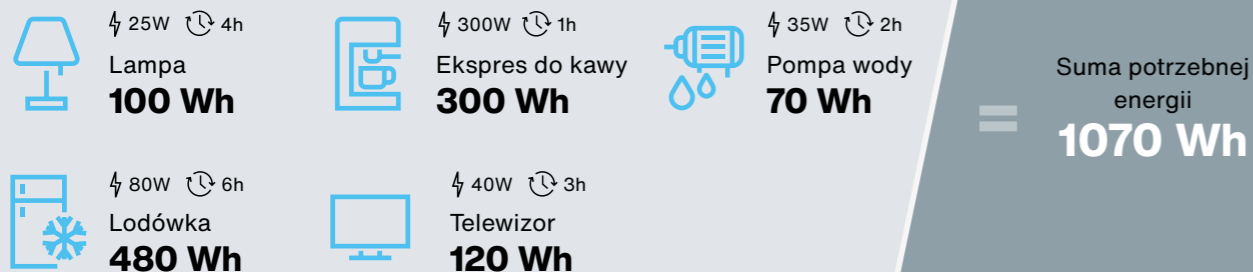 25W 4h
Lampa
100 Wh
300W 1h
Ekspres do kawy
300 Wh
35W 2h
Pompa wody
70 Wh
80W 6h
Lodówka
480 Wh
40W 3h
Telewizor
120 Wh
=
Suma potrzebnej
energii
1070 Wh